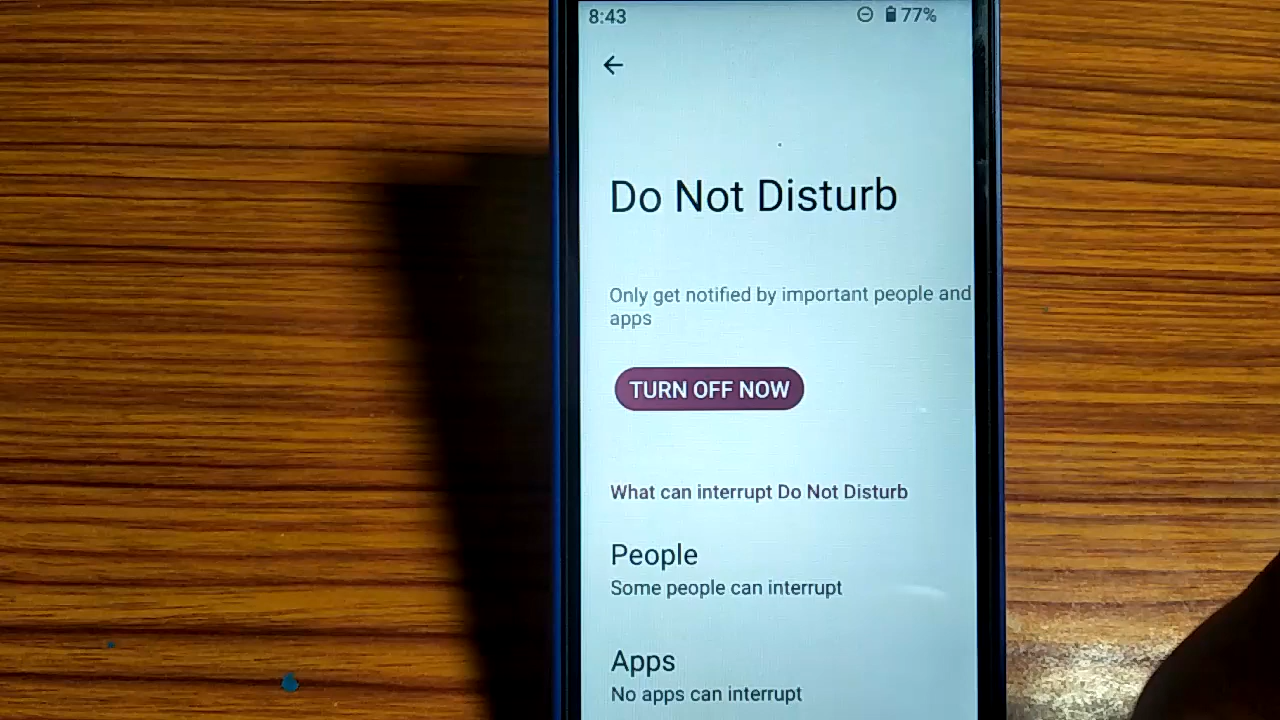 8:43 77%
Do Not Disturb
Only get notified by important people and
apps
TURN OFF NOW
What can interrupt Do Not Disturb
People
Some people can interrupt
Apps
No apps can interrupt